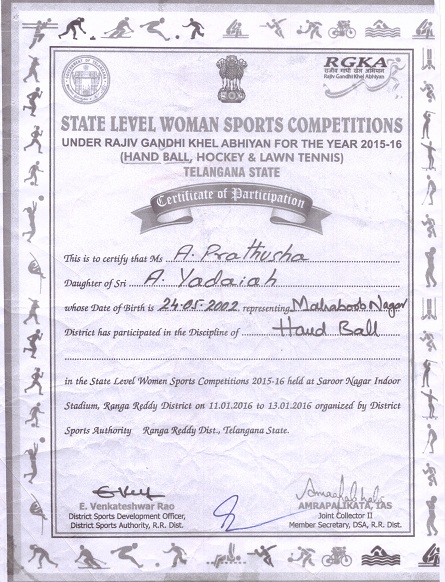 RGKA
राजीव गांधी खेल अभियान
Rajiv Gandhi Khel Abhiyan
STATE LEVEL WOMAN SPORTS COMPETITIONS
UNDER RAJIV GANDHI KHEL ABHIYAN FOR THE YEAR 2015-16
(HAND BALL, HOCKEY & LAWN TENNIS)
TELANGANA STATE
Certificate of Participation
This is to certify that Ms A. Prathusha
Daughter of Sri A. Yadaiah
whose Date of Birth is 24-05-2002 representing Mahaboob Nagar
District has participated in the Discipline of Hand Ball
in the State Level Women Sports Competitions 2015-16 held at Saroor Nagar Indoor
Stadium, Ranga Reddy District on 11.01.2016 to 13.01.2016 organized by District
Sports Authority Ranga Reddy Dist., Telangana State.
E. Venkateshwar Rao
District Sports Development Officer,
District Sports Authority, R.R. Dist.
AMRAPALIKATA, IAS
Joint Collector II
Member Secretary, DSA, R.R. Dist.